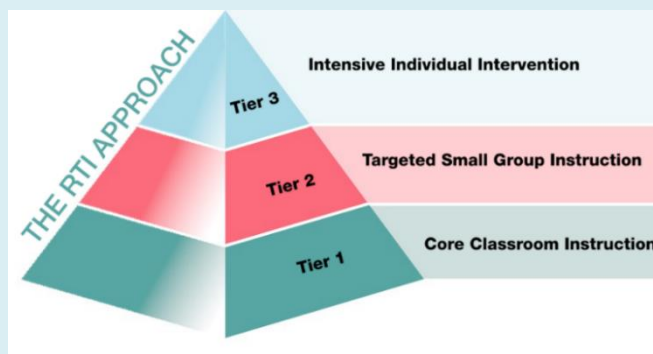 THE RTI APPROACH
Tier 3
Intensive Individual Intervention
Tier 2
Targeted Small Group Instruction
Tier 1
Core Classroom Instruction